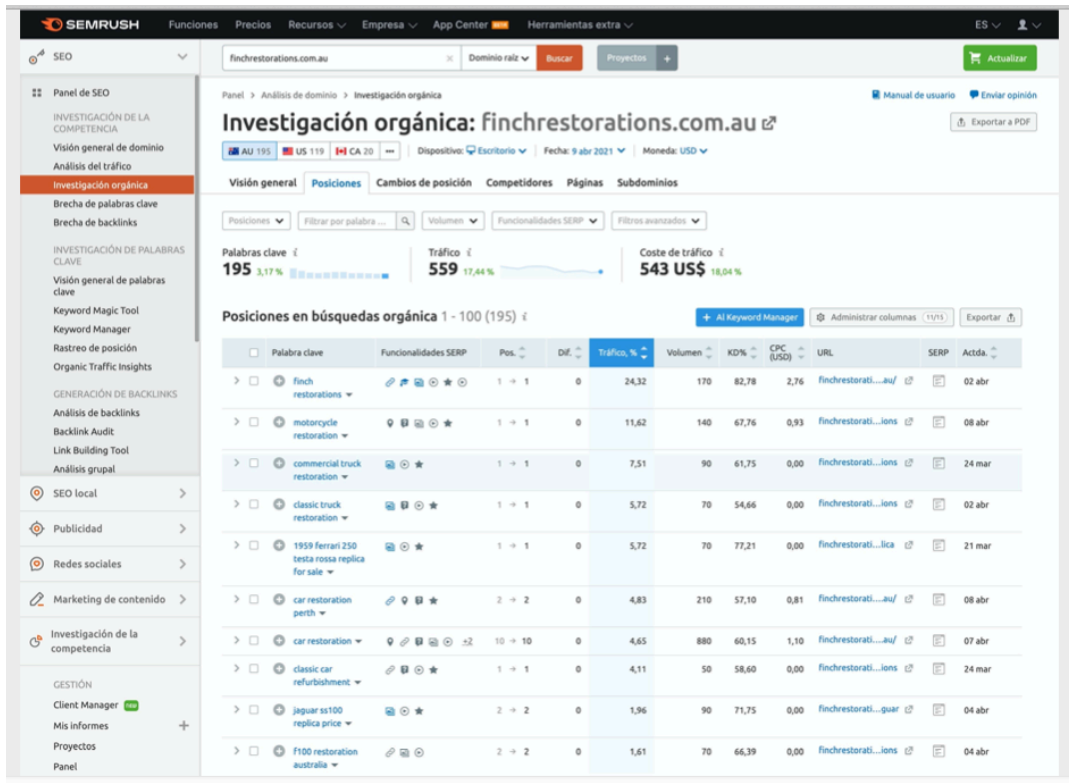 SEMRUSH Funciones Precios Recursos Empresa App Center NEW Herramientas extra ES
SEO
finchrestorations.com.au × Dominio raíz Buscar Proyectos + Actualizar
Panel de SEO
INVESTIGACIÓN DE LA
COMPETENCIA
Visión general de dominio
Análisis del tráfico
Investigación orgánica
Brecha de palabras clave
Brecha de backlinks
INVESTIGACIÓN DE PALABRAS
CLAVE
Visión general de palabras
clave
Keyword Magic Tool
Keyword Manager
Rastreo de posición
Organic Traffic Insights
GENERACIÓN DE BACKLINKS
Análisis de backlinks
Backlink Audit
Link Building Tool
Análisis grupal
SEO local
Publicidad
Redes sociales
Marketing de contenido
Investigación de la
competencia
GESTIÓN
Client Manager new
Mis informes +
Proyectos
Panel
Panel > Análisis de dominio > Investigación orgánica Manual de usuario Enviar opinión
Investigación orgánica: finchrestorations.com.au Exportar a PDF
AU 195 US 119 CA 20 ••• Dispositivo: Escritorio Fecha: 9 abr 2021 Moneda: USD
Visión general Posiciones Cambios de posición Competidores Páginas Subdominios
Posiciones Filtrar por palabra ... Volumen Funcionalidades SERP Filtros avanzados
Palabras clave i Tráfico i Coste de tráfico i
195 3,17 % 559 17,44 % 543 US$ 18,04 %
Posiciones en búsquedas orgánica 1 - 100 (195) i + Al Keyword Manager Administrar columnas 11/15 Exportar
Palabra clave Funcionalidades SERP Pos. Dif. Tráfico, % Volumen KD% CPC (USD) URL SERP Actda.
finch 1 → 1 0 24,32 170 82,78 2,76 finchrestorati....au/ 02 abr
restorations
motorcycle 1 → 1 0 11,62 140 67,76 0,93 finchrestorati...ions 08 abr
restoration
commercial truck 1 → 1 0 7,51 90 61,75 0,00 finchrestorati...ions 24 mar
restoration
classic truck 1 → 1 0 5,72 70 54,66 0,00 finchrestorati...ions 02 abr
restoration
1959 ferrari 250 1 → 1 0 5,72 70 77,21 0,00 finchrestorati...lica 21 mar
testa rossa replica
for sale
car restoration 2 → 2 0 4,83 210 57,10 0,81 finchrestorati....au/ 08 abr
perth
car restoration +2 10 → 10 0 4,65 880 60,15 1,10 finchrestorati....au/ 07 abr
classic car 1 → 1 0 4,11 50 58,60 0,00 finchrestorati...ions 24 mar
refurbishment
jaguar ss100 2 → 2 0 1,96 90 71,75 0,00 finchrestorati...guar 04 abr
replica price
f100 restoration 2 → 2 0 1,61 70 66,39 0,00 finchrestorati...ions 04 abr
australia